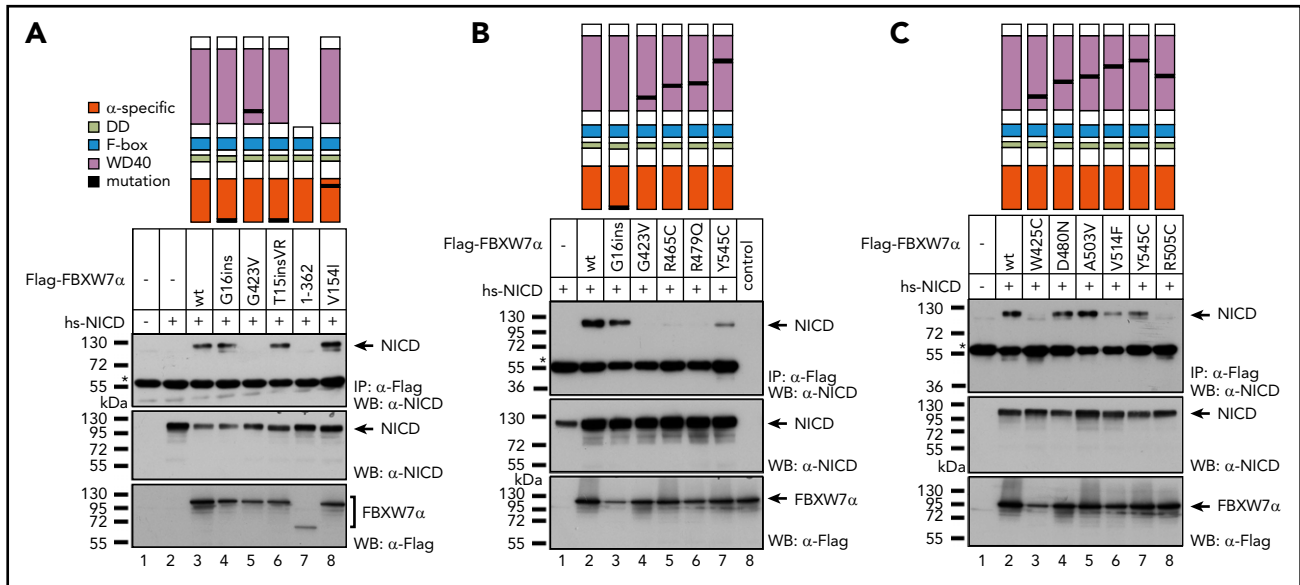 A
α-specific
DD
F-box
WD40
mutation
Flag-FBXW7α
- - wt G16ins G423V T15insVR 1-362 V154I
hs-NICD
- + + + + + + +
130
72
* 55
kDa
NICD
IP: α-Flag
WB: α-NICD
130
95
72
55
NICD
WB: α-NICD
130
95
72
55
FBXW7α
WB: α-Flag
1 2 3 4 5 6 7 8
B
Flag-FBXW7α
- wt G16ins G423V R465C R479Q Y545C control
hs-NICD
+ + + + + + +
130
95
72
* 55
36
NICD
IP: α-Flag
WB: α-NICD
130
72
55
kDa
NICD
WB: α-NICD
130
95
72
55
FBXW7α
WB: α-Flag
1 2 3 4 5 6 7 8
C
Flag-FBXW7α
- wt W425C D480N A503V V514F Y545C R505C
hs-NICD
- + + + + + + +
130
72
* 55
36
NICD
IP: α-Flag
WB: α-NICD
130
95
72
55
kDa
NICD
WB: α-NICD
130
95
73
55
FBXW7α
WB: α-Flag
1 2 3 4 5 6 7 8